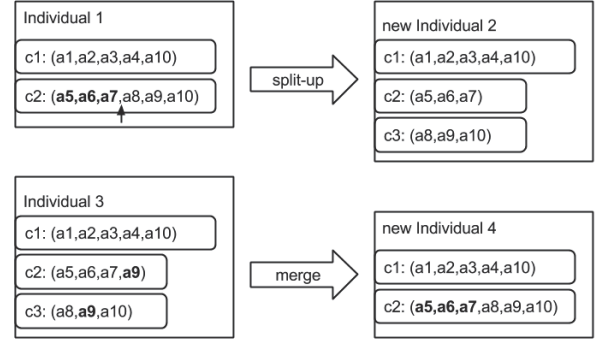 Individual 1
c1: (a1,a2,a3,a4,a10)
c2: (a5,a6,a7,a8,a9,a10)
split-up
new Individual 2
c1: (a1,a2,a3,a4,a10)
c2: (a5,a6,a7)
c3: (a8,a9,a10)
Individual 3
c1: (a1,a2,a3,a4,a10)
c2: (a5,a6,a7,a9)
c3: (a8,a9,a10)
merge
new Individual 4
c1: (a1,a2,a3,a4,a10)
c2: (a5,a6,a7,a8,a9,a10)